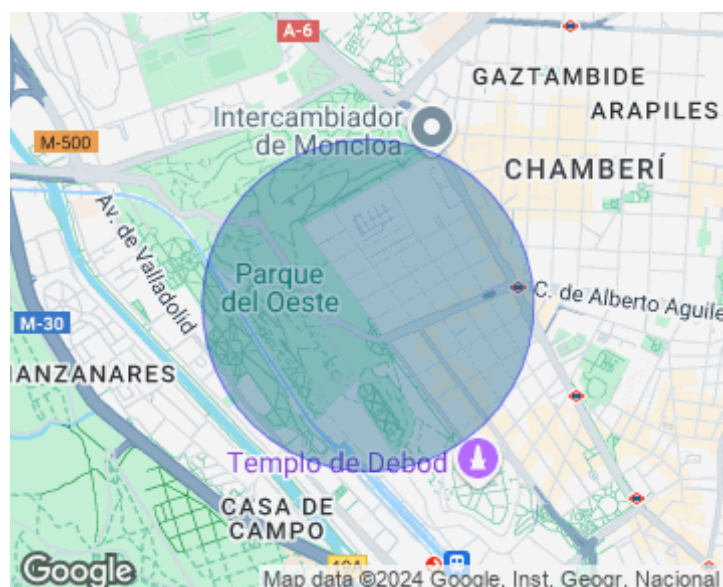 A-6
GAZTAMBIDE
ARAPILES
Intercambiador
de Moncloa
M-500
CHAMBERÍ
Av. de Valladolid
Parque
del Oeste
C. de Alberto Aguile
M-30
MANZANARES
Templo de Debod
CASA DE
CAMPO
Google
Map data ©2024 Google, Inst. Geogr. Nacional